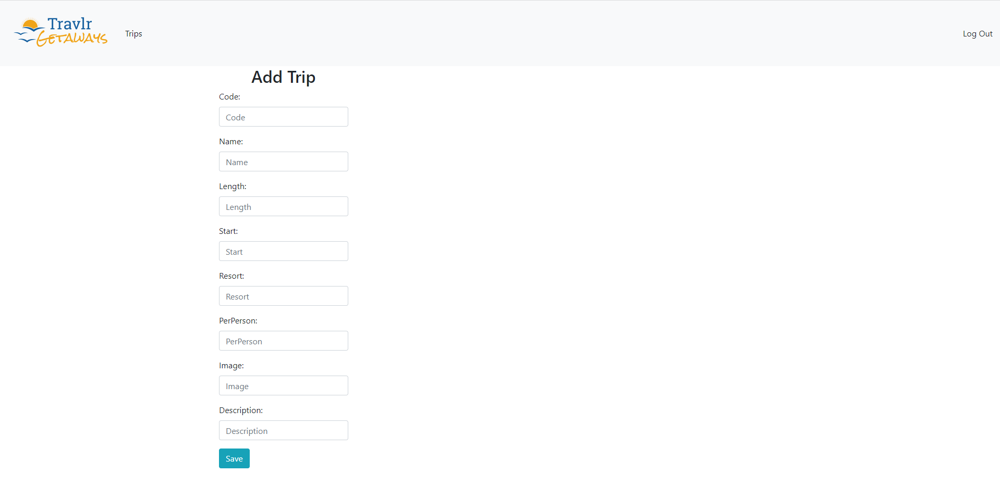 Travlr
Getaways
Trips
Log Out
Add Trip
Code:
Code
Name:
Name
Length:
Length
Start:
Start
Resort:
Resort
PerPerson:
PerPerson
Image:
Image
Description:
Description
Save